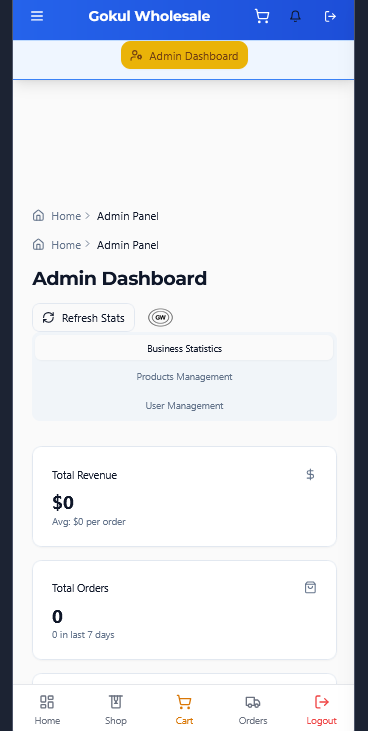 Gokul Wholesale
Admin Dashboard
Home > Admin Panel
Home > Admin Panel
Admin Dashboard
Refresh Stats GW
Business Statistics
Products Management
User Management
Total Revenue $
$0
Avg: $0 per order
Total Orders
0
0 in last 7 days
Home Shop Cart Orders Logout